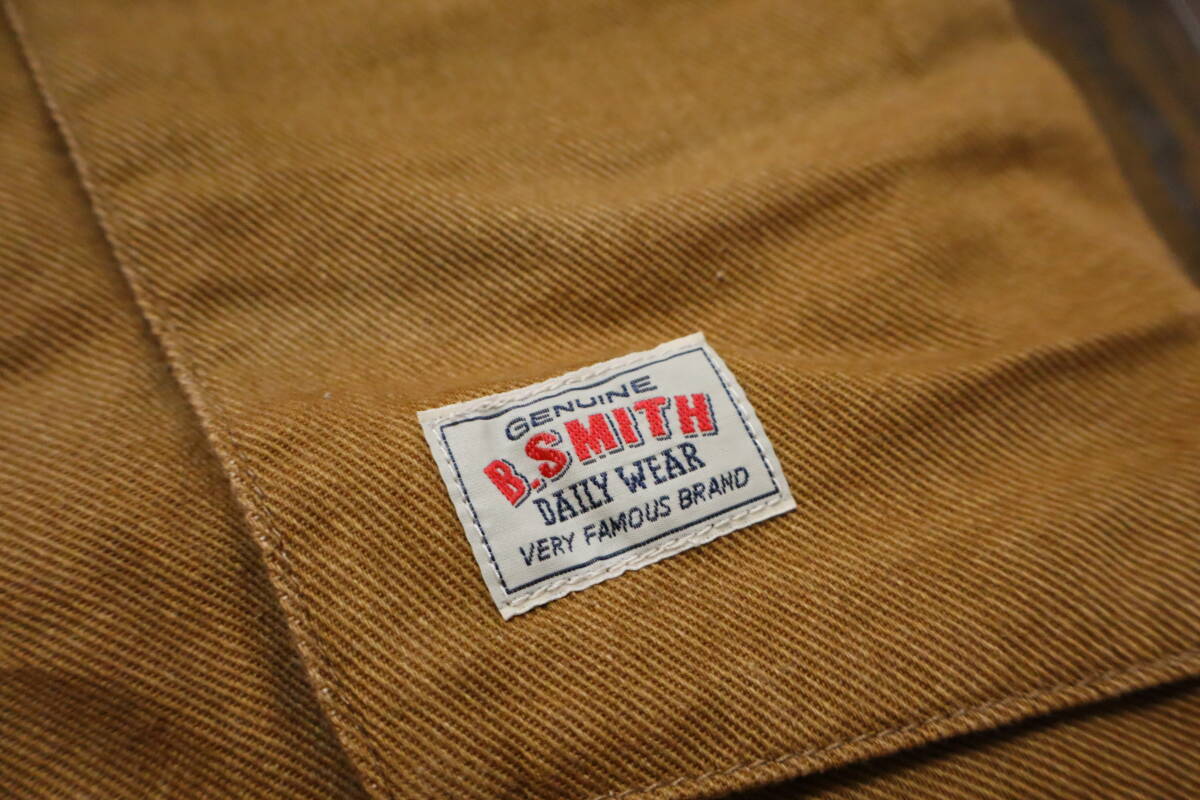 GENUINE
B.SMITH
DAILY WEAR
VERY FAMOUS BRAND